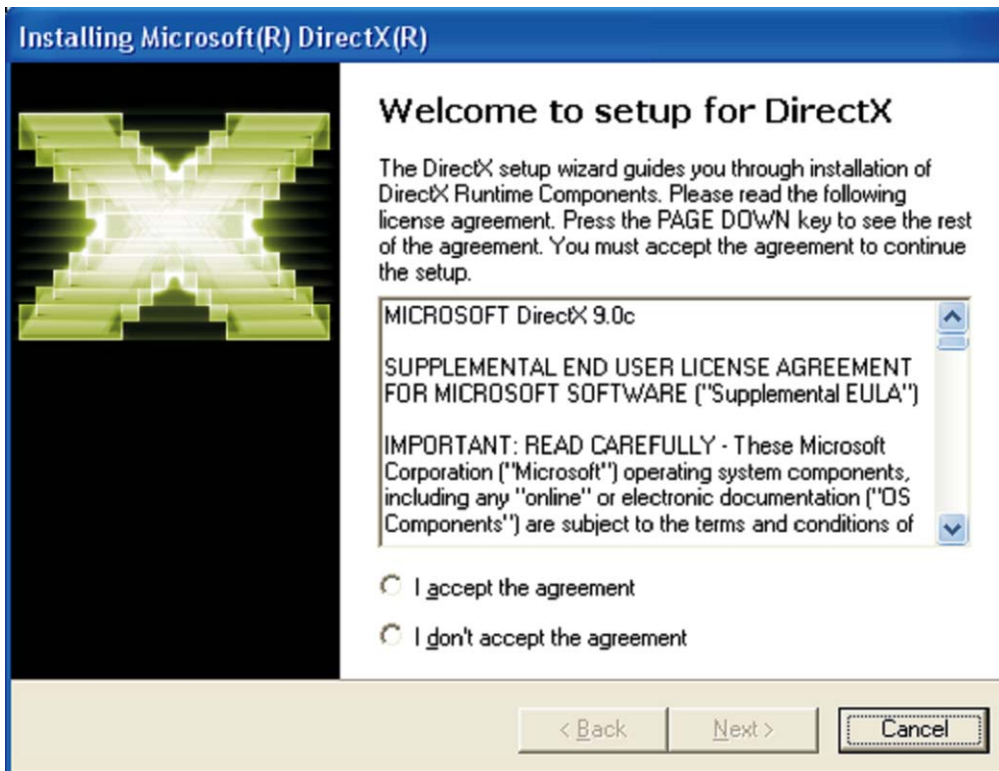 Installing Microsoft(R) DirectX(R)
Welcome to setup for DirectX
The DirectX setup wizard guides you through installation of
DirectX Runtime Components. Please read the following
license agreement. Press the PAGE DOWN key to see the rest
of the agreement. You must accept the agreement to continue
the setup.
MICROSOFT DirectX 9.0c
SUPPLEMENTAL END USER LICENSE AGREEMENT
FOR MICROSOFT SOFTWARE ("Supplemental EULA")
IMPORTANT: READ CAREFULLY - These Microsoft
Corporation ("Microsoft") operating system components,
including any "online" or electronic documentation ("OS
Components") are subject to the terms and conditions of
I accept the agreement
I don't accept the agreement
< Back Next > Cancel